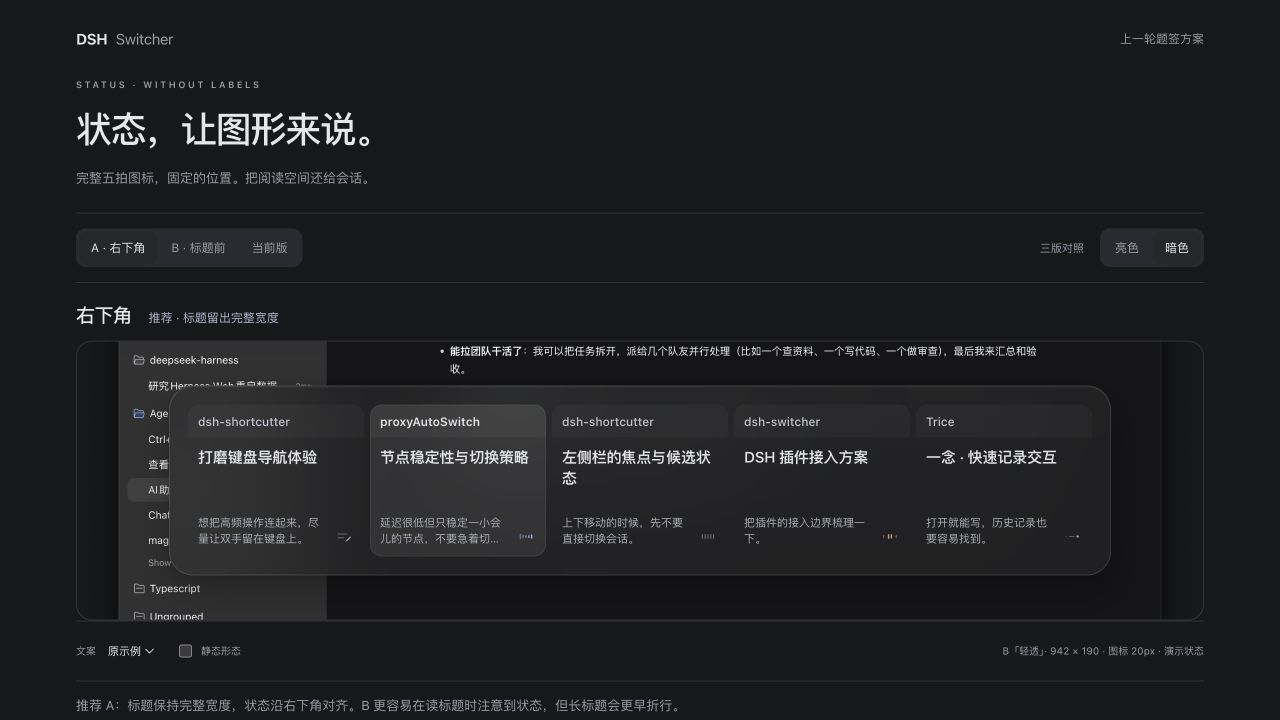 DSH Switcher
上一轮题签方案
STATUS · WITHOUT LABELS
状态，让图形来说。
完整五拍图标，固定的位置。把阅读空间还给会话。
A · 右下角
B · 标题前
当前版
三版对照
亮色
暗色
右下角
推荐 · 标题留出完整宽度
deepseek-harness
• 能拉团队干活了：我可以把任务拆开，派给几个队友并行处理（比如一个查资料、一个写代码、一个做审查），最后我来汇总和验
收。
Age
Ctrl+
查看
AI 助
Chat
mag
Show
Typescript
Ungrouped
dsh-shortcutter
打磨键盘导航体验
想把高频操作连起来，尽
量让双手留在键盘上。
proxyAutoSwitch
节点稳定性与切换策略
延迟很低但只稳定一小会
儿的节点，不要急着切...
dsh-shortcutter
左侧栏的焦点与候选状
态
上下移动的时候，先不要
直接切换会话。
dsh-switcher
DSH 插件接入方案
把插件的接入边界梳理一
下。
Trice
一念 · 快速记录交互
打开就能写，历史记录也
要容易找到。
文案
原示例
静态形态
B「轻透」· 942 × 190 · 图标 20px · 演示状态
推荐 A：标题保持完整宽度，状态沿右下角对齐。B 更容易在读标题时注意到状态，但长标题会更早折行。